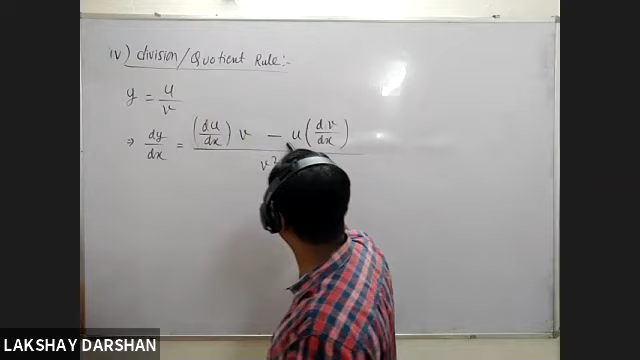 iv) division/Quotient Rule:-
y = u/v
⇒ dy/dx = ((du/dx) v - u (dv/dx))/v²
LAKSHAY DARSHAN